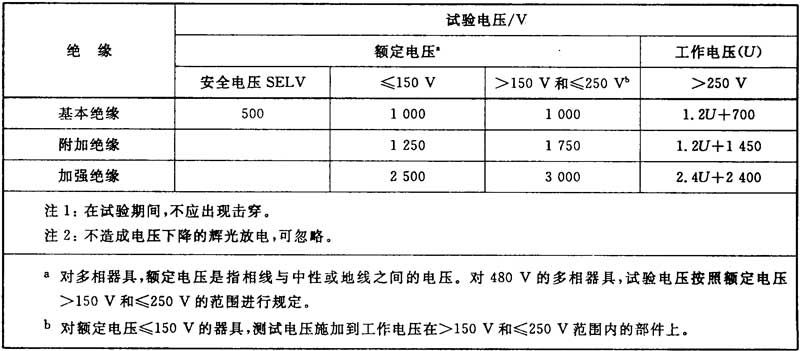 绝 缘 试验电压/V
额定电压ᵃ 工作电压(U)
安全电压 SELV ≤150 V >150 V 和≤250 Vᵇ >250 V
基本绝缘 500 1 000 1 000 1.2U+700
附加绝缘 1 250 1 750 1.2U+1 450
加强绝缘 2 500 3 000 2.4U+2 400
注 1: 在试验期间,不应出现击穿。
注 2: 不造成电压下降的辉光放电,可忽略。
ᵃ 对多相器具,额定电压是指相线与中性或地线之间的电压。对 480 V 的多相器具,试验电压按照额定电压
>150 V 和≤250 V 的范围进行规定。
ᵇ 对额定电压≤150 V 的器具,测试电压施加到工作电压在>150 V 和≤250 V 范围内的部件上。